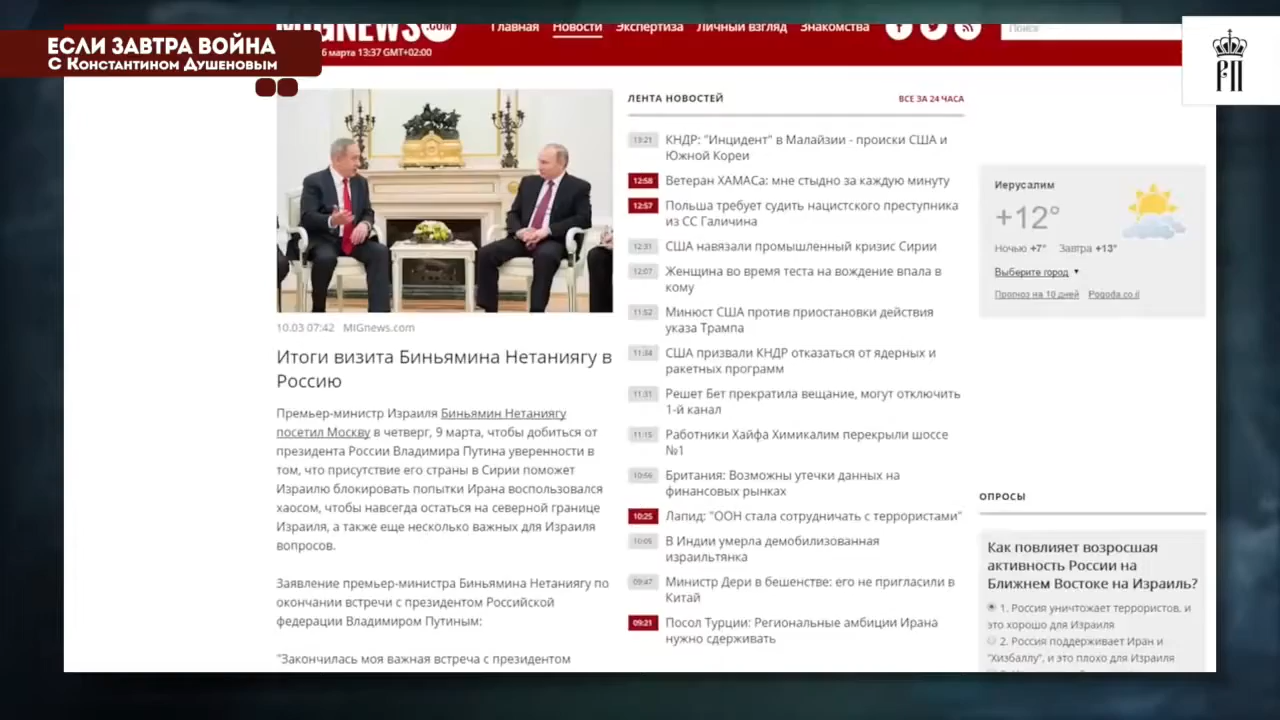 ЕСЛИ ЗАВТРА ВОЙНА
С Константином Душеновым
MIGNEWS.COM
Главная Новости Экспертиза Личный взгляд Знакомства
6 марта 13:37 GMT+02:00
Поиск
РП
10.03 07:42 MIGnews.com
Итоги визита Биньямина Нетаниягу в
Россию
Премьер-министр Израиля Биньямин Нетаниягу
посетил Москву в четверг, 9 марта, чтобы добиться от
президента России Владимира Путина уверенности в
том, что присутствие его страны в Сирии поможет
Израилю блокировать попытки Ирана воспользовался
хаосом, чтобы навсегда остаться на северной границе
Израиля, а также еще несколько важных для Израиля
вопросов.
Заявление премьер-министра Биньямина Нетаниягу по
окончании встречи с президентом Российской
федерации Владимиром Путиным:
"Закончилась моя важная встреча с президентом
ЛЕНТА НОВОСТЕЙ ВСЕ ЗА 24 ЧАСА
13:21 КНДР: "Инцидент" в Малайзии - происки США и
Южной Кореи
12:58 Ветеран ХАМАСа: мне стыдно за каждую минуту
12:57 Польша требует судить нацистского преступника
из СС Галичина
12:31 США навязали промышленный кризис Сирии
12:07 Женщина во время теста на вождение впала в
кому
11:52 Минюст США против приостановки действия
указа Трампа
11:34 США призвали КНДР отказаться от ядерных и
ракетных программ
11:31 Решет Бет прекратила вещание, могут отключить
1-й канал
11:15 Работники Хайфа Химикалим перекрыли шоссе
№1
10:56 Британия: Возможны утечки данных на
финансовых рынках
10:25 Лапид: "ООН стала сотрудничать с террористами"
10:05 В Индии умерла демобилизованная
израильтянка
09:47 Министр Дери в бешенстве: его не пригласили в
Китай
09:21 Посол Турции: Региональные амбиции Ирана
нужно сдерживать
Иерусалим
+12°
Ночью +7° Завтра +13°
Выберите город
Прогноз на 10 дней Pogoda.co.il
ОПРОСЫ
Как повлияет возросшая
активность России на
Ближнем Востоке на Израиль?
1. Россия уничтожает террористов, и
это хорошо для Израиля
2. Россия поддерживает Иран и
"Хизбаллу", и это плохо для Израиля